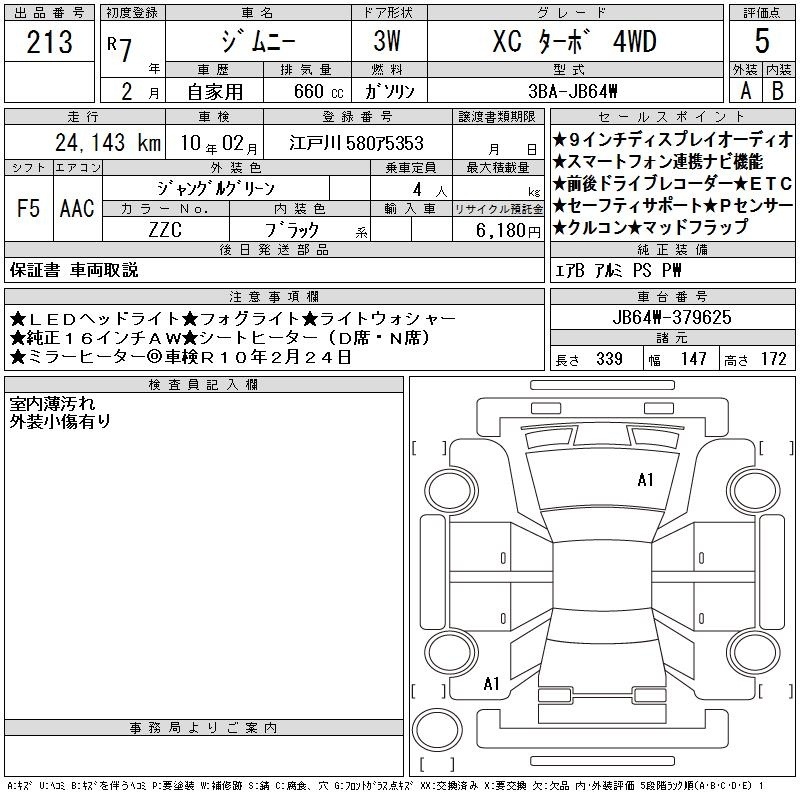 出品番号 初度登録 車名 ドア形状 グレード 評価点
213 R7年 ｼﾞﾑﾆｰ 3W XC ﾀｰﾎﾞ 4WD 5
車歴 排気量 燃料 型式 外装 内装
2月 自家用 660cc ｶﾞｿﾘﾝ 3BA-JB64W A B
走行 車検 登録番号 譲渡書類期限 セールスポイント
24,143 km 10年02月 江戸川 580ｱ5353 月 日
★９インチディスプレイオーディオ
★スマートフォン連携ナビ機能
★前後ドライブレコーダー★ＥＴＣ
★セーフティサポート★Ｐセンサー
★クルコン★マッドフラップ
シフト エアコン 外装色 乗車定員 最大積載量
F5 AAC ｼﾞｬﾝｸﾞﾙｸﾞﾘｰﾝ 4人 kg
カラーNo. 内装色 輸入車 リサイクル預託金
ZZC ﾌﾞﾗｯｸ 系 6,180円
後日発送部品 純正装備
保証書 車両取説 ｴｱB ｱﾙﾐ PS PW
注意事項欄 車台番号
★ＬＥＤヘッドライト★フォグライト★ライトウォシャー
★純正１６インチＡＷ★シートヒーター（Ｄ席・Ｎ席）
★ミラーヒーター◎車検Ｒ１０年２月２４日
JB64W-379625
諸元
長さ 339 幅 147 高さ 172
検査員記入欄
室内薄汚れ
外装小傷有り
A1
A1
事務局よりご案内
A:ｷｽﾞ U:ﾍｺﾐ B:ｷｽﾞを伴うﾍｺﾐ P:要塗装 W:補修跡 S:錆 C:腐食、穴 G:ﾌﾛﾝﾄｶﾞﾗｽ点ｷｽﾞ XX:交換済み X:要交換 欠:欠品 内・外装評価 5段階ﾗﾝｸ順(A・B・C・D・E) 1